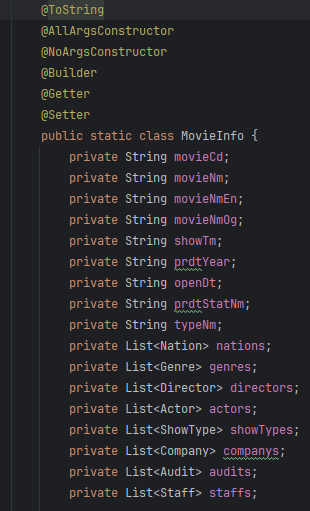 @ToString
@AllArgsConstructor
@NoArgsConstructor
@Builder
@Getter
@Setter
public static class MovieInfo {
private String movieCd;
private String movieNm;
private String movieNmEn;
private String movieNmOg;
private String showTm;
private String prdtYear;
private String openDt;
private String prdtStatNm;
private String typeNm;
private List<Nation> nations;
private List<Genre> genres;
private List<Director> directors;
private List<Actor> actors;
private List<ShowType> showTypes;
private List<Company> companys;
private List<Audit> audits;
private List<Staff> staffs;